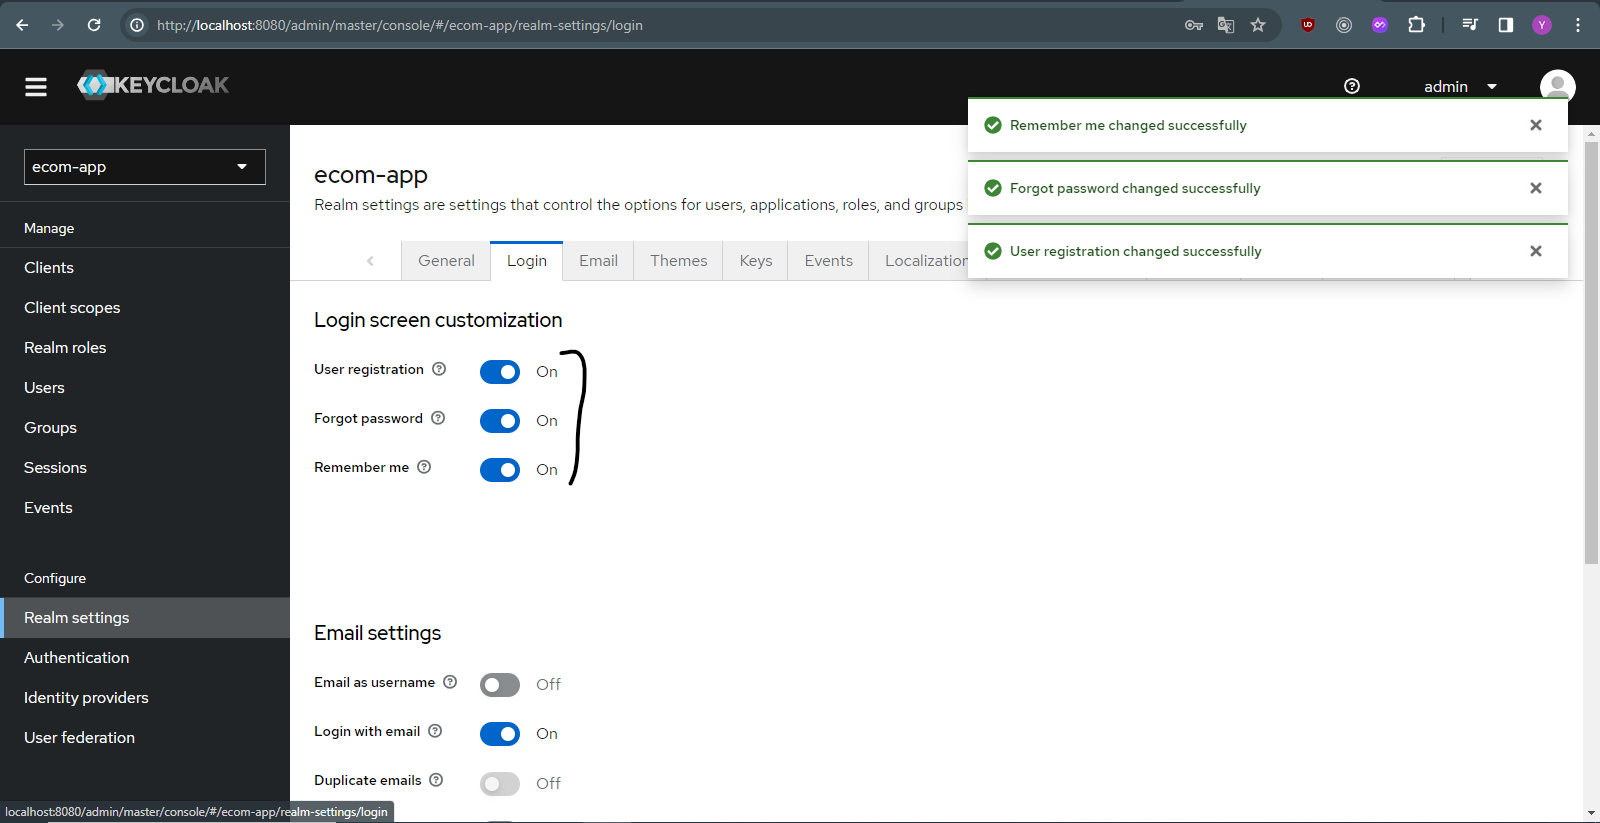 http://localhost:8080/admin/master/console/#/ecom-app/realm-settings/login
UD
Y
KEYCLOAK
admin
Remember me changed successfully
Forgot password changed successfully
User registration changed successfully
ecom-app
Manage
Clients
Client scopes
Realm roles
Users
Groups
Sessions
Events
Configure
Realm settings
Authentication
Identity providers
User federation
ecom-app
Realm settings are settings that control the options for users, applications, roles, and groups
General
Login
Email
Themes
Keys
Events
Localization
Login screen customization
User registration
On
Forgot password
On
Remember me
On
Email settings
Email as username
Off
Login with email
On
Duplicate emails
Off
localhost:8080/admin/master/console/#/ecom-app/realm-settings/login